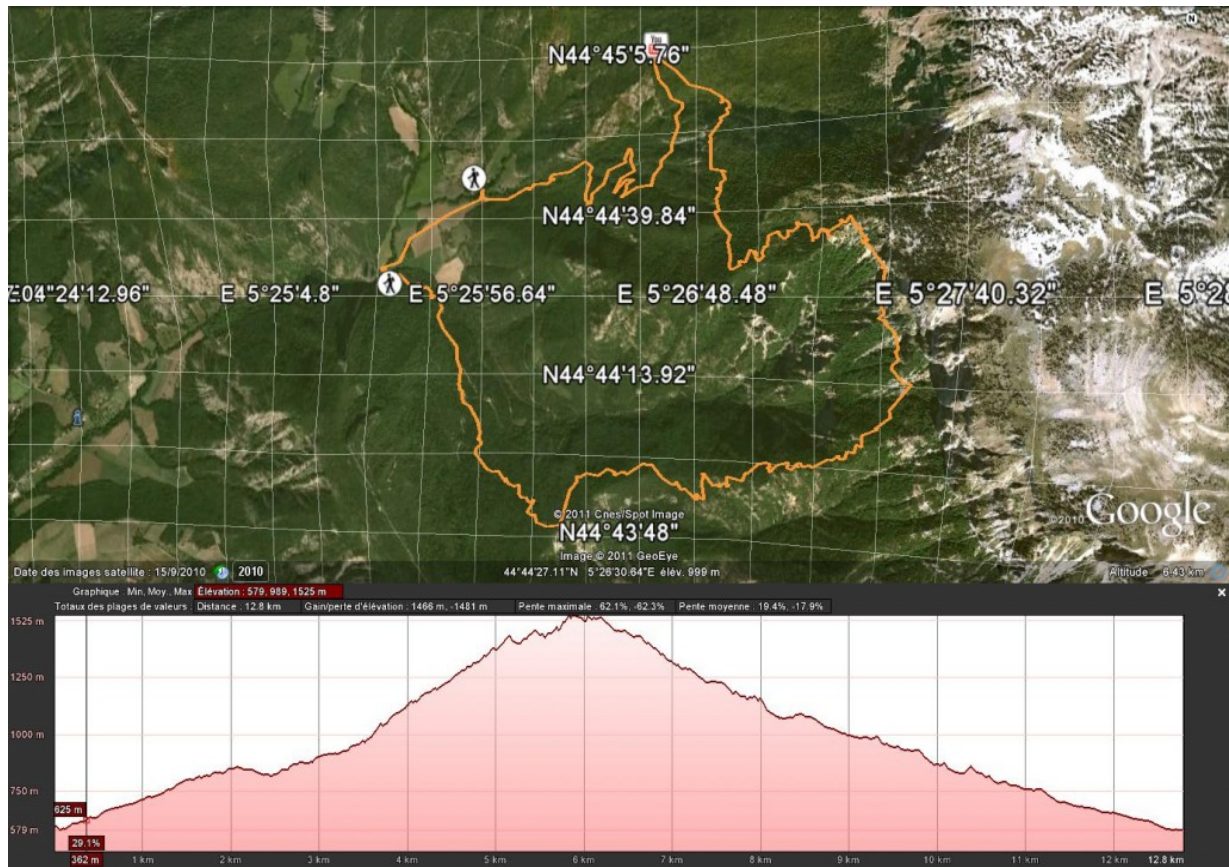 N
You
N44°45'5.76"
N44°44'39.84"
E 5°25'4.8" E 5°25'56.64" E 5°26'48.48" E 5°27'40.32"
N44°44'13.92"
© 2011 Cnes/Spot Image
N44°43'48"
©2010 Google
Image © 2011 GeoEye
Date des images satellite : 15/9/2010 2010 44°44'27.11"N 5°26'30.64"E élév. 999 m Altitude 6.43 km
Graphique : Min, Moy., Max Élévation : 579, 989, 1525 m
Totaux des plages de valeurs : Distance : 12.8 km Gain/perte d'élévation : 1466 m, -1481 m Pente maximale : 62.1%, -62.3% Pente moyenne : 19.4%, -17.9%
1525 m
1250 m
1000 m
750 m
625 m
579 m
29.1%
362 m 1 km 2 km 3 km 4 km 5 km 6 km 7 km 8 km 9 km 10 km 11 km 12 km 12.8 km